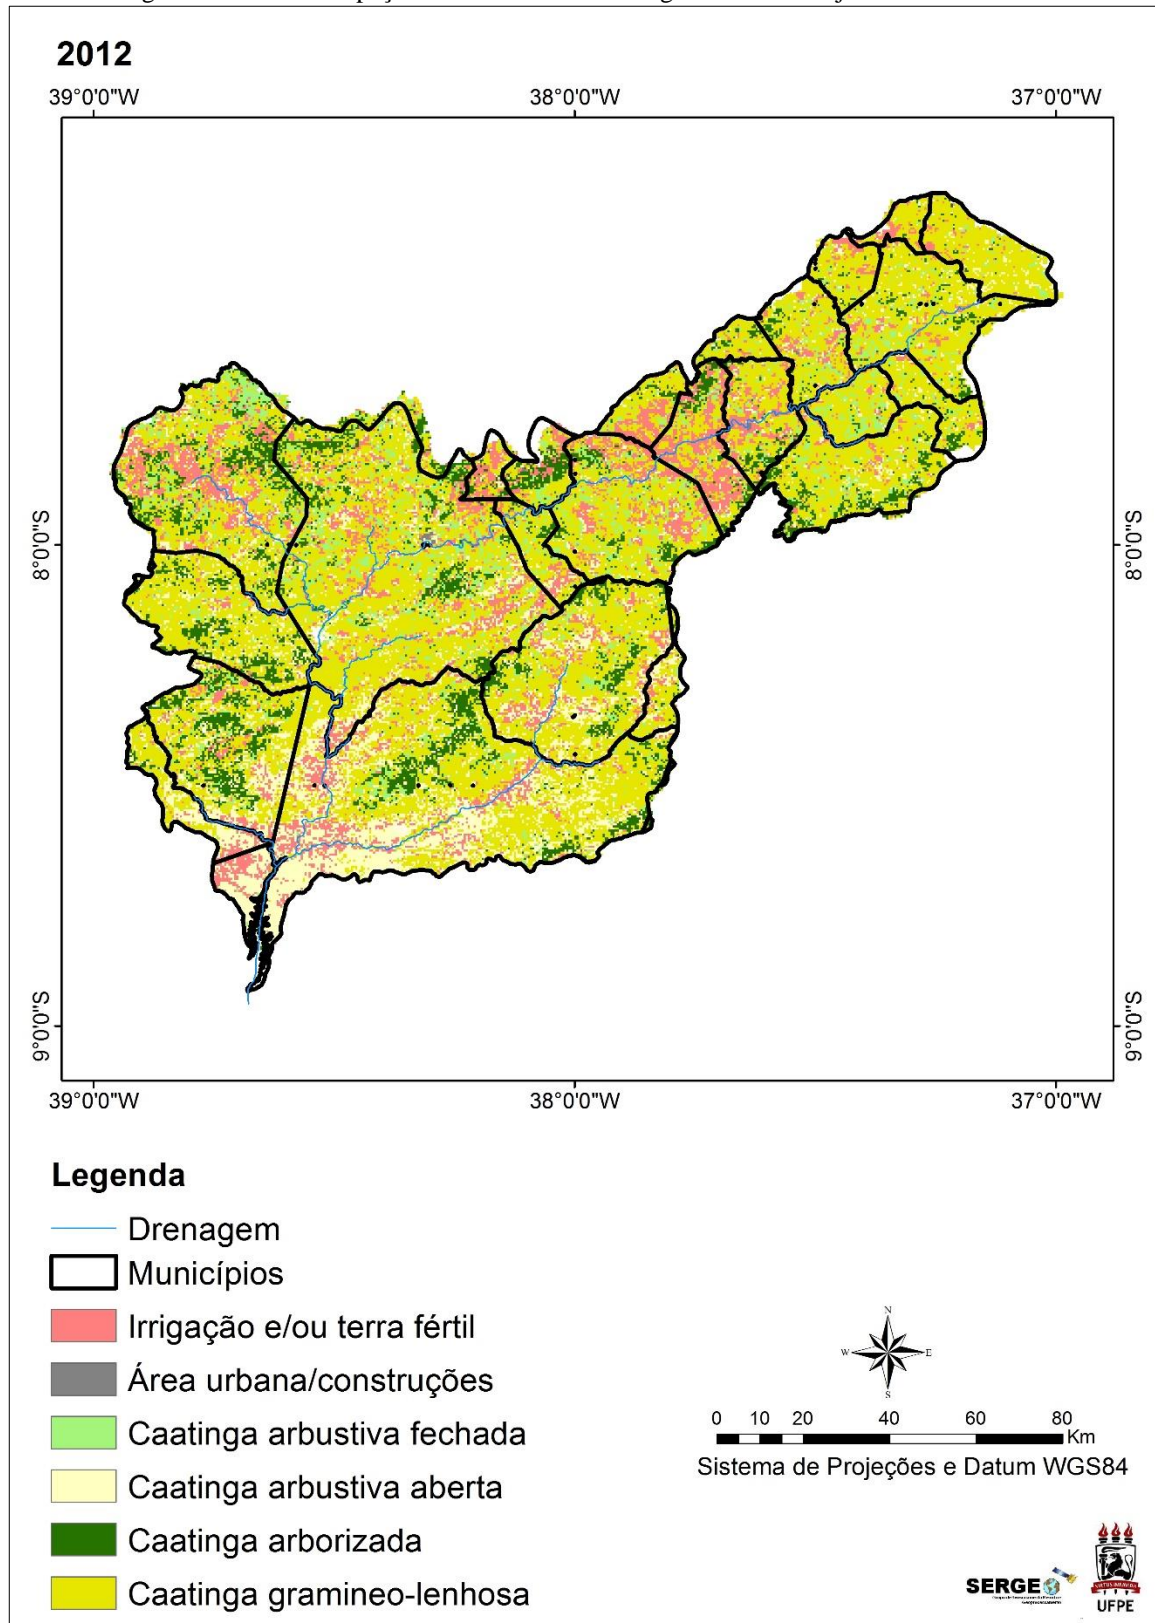 2012
39°0'0"W 38°0'0"W 37°0'0"W
8°0'0"S 8°0'0"S
9°0'0"S 9°0'0"S
39°0'0"W 38°0'0"W 37°0'0"W
Legenda
Drenagem
Municípios
Irrigação e/ou terra fértil
Área urbana/construções
Caatinga arbustiva fechada
Caatinga arbustiva aberta
Caatinga arborizada
Caatinga gramineo-lenhosa
N
W E
S
0 10 20 40 60 80
Km
Sistema de Projeções e Datum WGS84
SERGEO
VIRTUS IMPAVIDA
UFPE